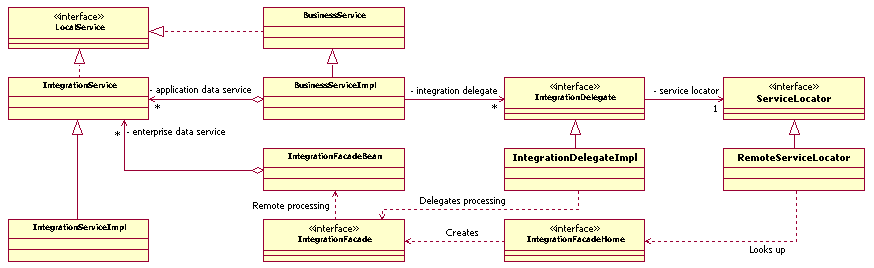 «interface»
LocalService
BusinessService
IntegrationService
- application data service
*
BusinessServiceImpl
- integration delegate
*
«interface»
IntegrationDelegate
- service locator
1
«interface»
ServiceLocator
* - enterprise data service
IntegrationFacadeBean
IntegrationDelegateImpl
RemoteServiceLocator
Remote processing
Delegates processing
IntegrationServiceImpl
«interface»
IntegrationFacade
Creates
«interface»
IntegrationFacadeHome
Looks up